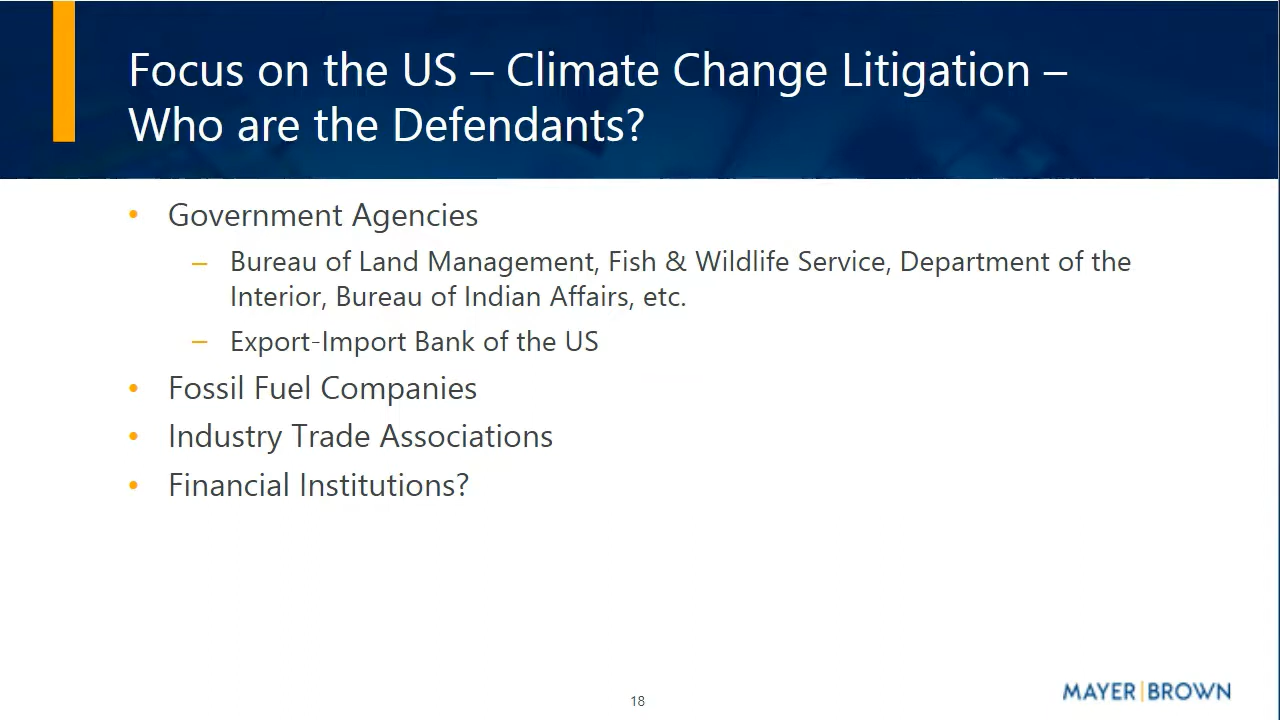 Focus on the US – Climate Change Litigation –
Who are the Defendants?
• Government Agencies
– Bureau of Land Management, Fish & Wildlife Service, Department of the
Interior, Bureau of Indian Affairs, etc.
– Export-Import Bank of the US
• Fossil Fuel Companies
• Industry Trade Associations
• Financial Institutions?
18
MAYER|BROWN